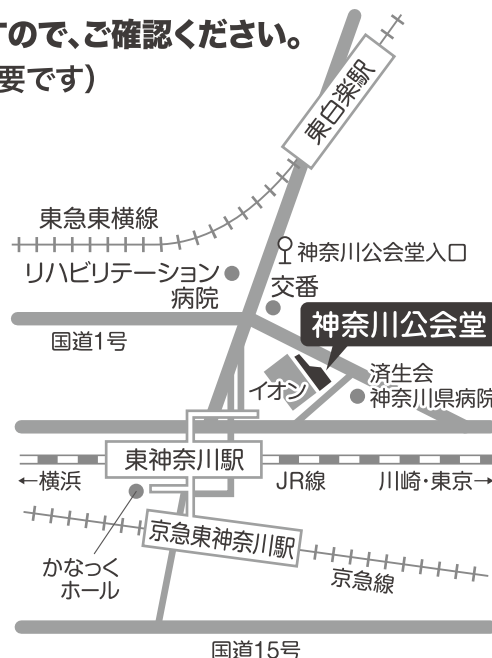 すので、ご確認ください。
要です）
東白楽駅
東急東横線
神奈川公会堂入口
リハビリテーション
病院
交番
神奈川公会堂
国道1号
イオン
済生会
神奈川県病院
東神奈川駅
←横浜
JR線
川崎・東京→
京急東神奈川駅
かなっく
ホール
京急線
国道15号